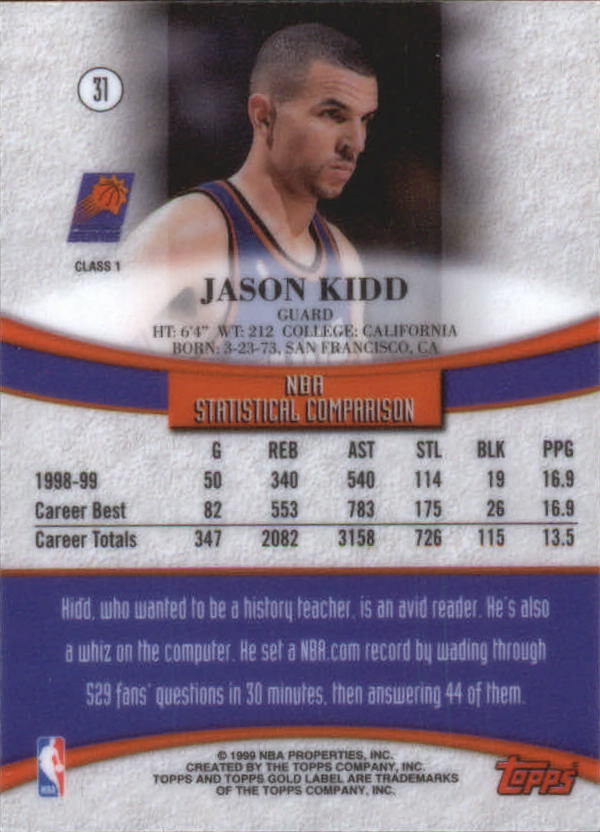 31
CLASS 1
JASON KIDD
GUARD
HT: 6'4" WT: 212 COLLEGE: CALIFORNIA
BORN: 3-23-73, SAN FRANCISCO, CA
NBA
STATISTICAL COMPARISON
G REB AST STL BLK PPG
1998-99 50 340 540 114 19 16.9
Career Best 82 553 783 175 26 16.9
Career Totals 347 2082 3158 726 115 13.5
Kidd, who wanted to be a history teacher, is an avid reader. He's also
a whiz on the computer. He set a NBA.com record by wading through
529 fans' questions in 30 minutes, then answering 44 of them.
© 1999 NBA PROPERTIES, INC.
CREATED BY THE TOPPS COMPANY, INC.
TOPPS AND TOPPS GOLD LABEL ARE TRADEMARKS
OF THE TOPPS COMPANY, INC.
NBA
topps